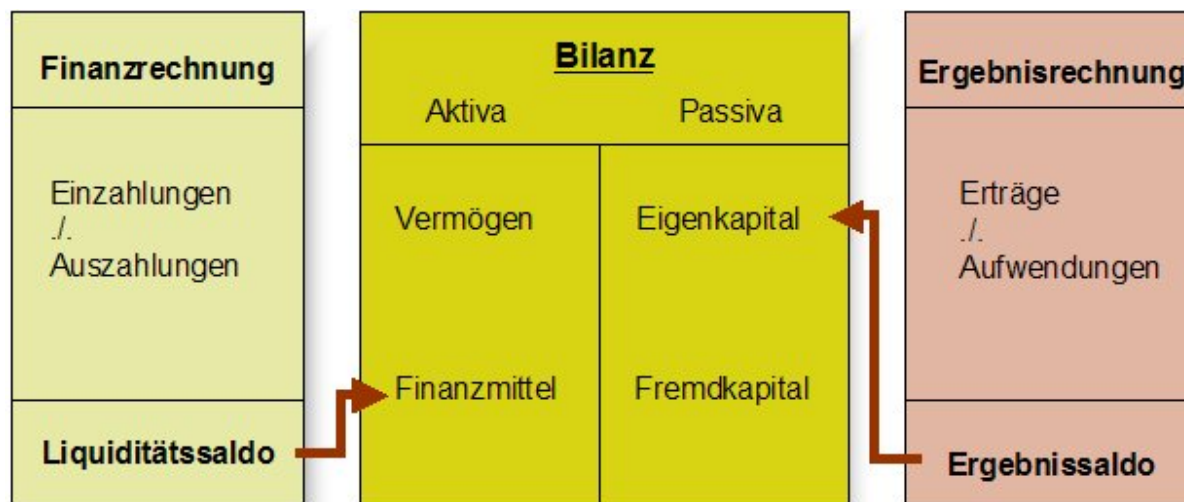 Finanzrechnung
Einzahlungen
./.
Auszahlungen
Liquiditätssaldo
Bilanz
Aktiva Passiva
Vermögen Eigenkapital
Finanzmittel Fremdkapital
Ergebnisrechnung
Erträge
./.
Aufwendungen
Ergebnissaldo